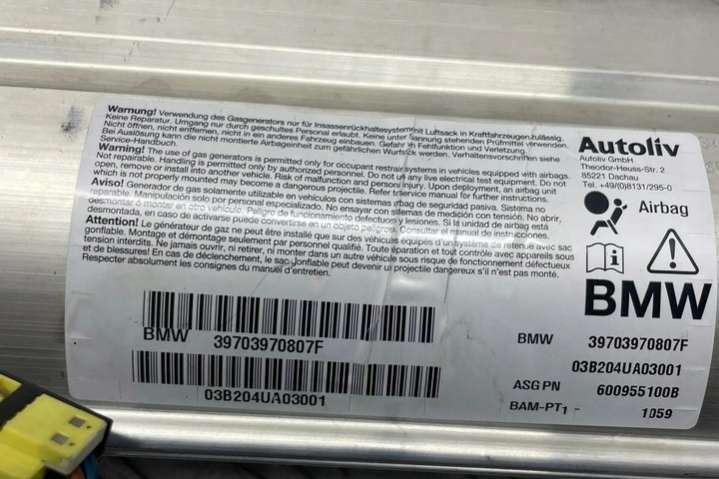 Warnung! Verwendung des Gasgenerators nur für Insassenrückhaltesystem mit Luftsack in Kraftfahrzeugen zulässig.
Keine Reparatur. Umgang nur durch geschultes Personal erlaubt. Keine unter Spannung stehenden Prüfmittel verwenden.
Nicht öffnen, nicht entfernen, nicht in ein anderes Fahrzeug einbauen. Gefahr von Fehlfunktion und Verletzung.
Bei Auslösung kann die nicht montierte Airbageinheit zum gefährlichen Wurfstück werden. Verhaltensvorschriften siehe
Service-Handbuch.
Warning! The use of gas generators is permitted only for occupant restraint systems in vehicles equipped with airbags.
Not repairable. Handling is permitted only by authorized personnel. Do not use any live electrical test equipment. Do not
open, remove or install into another vehicle. Risk of malfunction and personal injury. Upon deployment, an airbag unit
which is not properly mounted may become a dangerous projectile. Refer to service manual for further instructions.
Aviso! Generador de gas solamente utilizable en vehículos con sistemas airbag de seguridad pasiva. Sistema no
reparable. Manipulación solo por personal especializado. No ensayar con sistemas de medición con tensión. No abrir,
desmontar ó montar en otro vehículo. Peligro de funcionamiento defectuoso y lesiones. Si la unidad de airbag está
desmontada, en caso de activarse puede convertirse en un objeto peligroso. Consultar el manual de instrucciones.
Attention! Le générateur de gaz ne peut être installé que sur des véhicules équipés d'un système de retenue avec sac
gonflable. Montage et démontage seulement par personnel qualifié. Toute réparation et tout contrôle avec appareils sous
tension interdits. Ne jamais ouvrir, ni retirer, ni monter dans un autre véhicule sous risque de fonctionnement défectueux
et de blessures! En cas de déclenchement, le sac gonflable peut devenir un projectile dangereux s'il n'est pas monté.
Respecter absolument les consignes du manuel d'entretien.
Autoliv
Autoliv GmbH
Theodor-Heuss-Str. 2
85221 Dachau
Tel. +49/(0)8131/295-0
Airbag
BMW
BMW 39703970807F
03B204UA03001
BMW 39703970807F
03B204UA03001
ASG PN 600955100B
BAM-PT1 - 1059